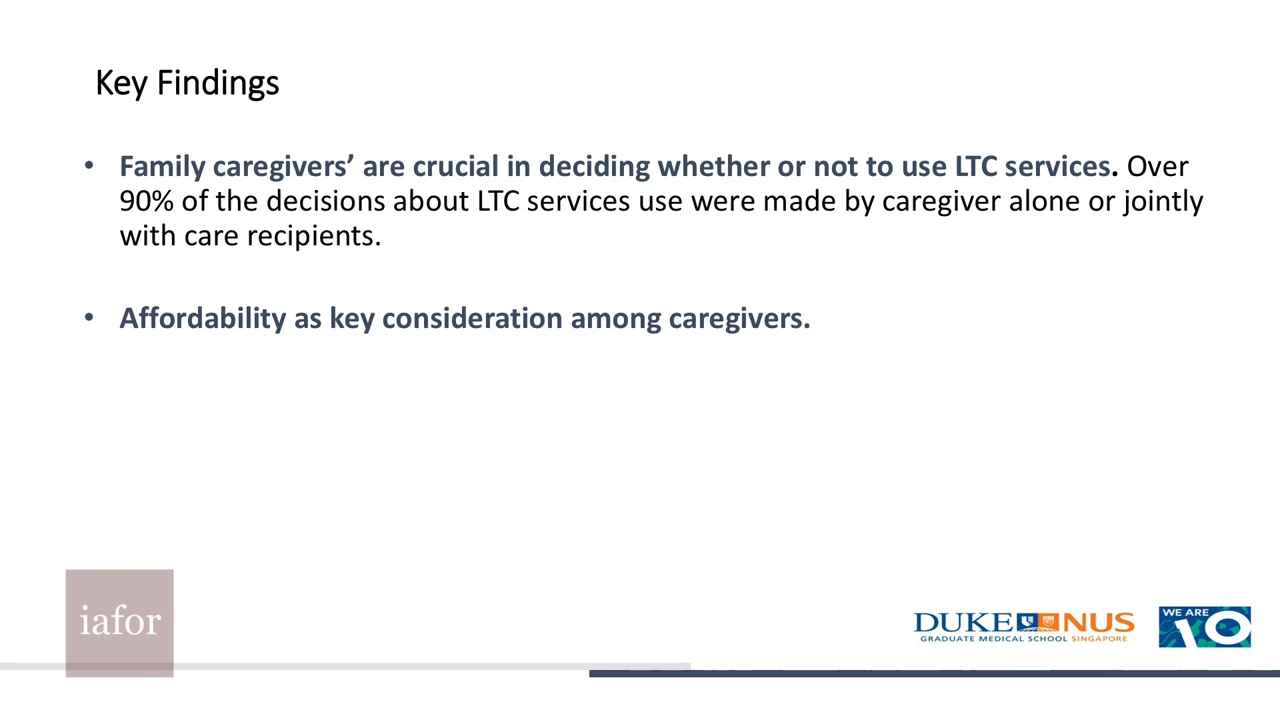 Key Findings
• Family caregivers’ are crucial in deciding whether or not to use LTC services. Over
90% of the decisions about LTC services use were made by caregiver alone or jointly
with care recipients.
• Affordability as key consideration among caregivers.
iafor
DUKE NUS
GRADUATE MEDICAL SCHOOL SINGAPORE
WE ARE
10